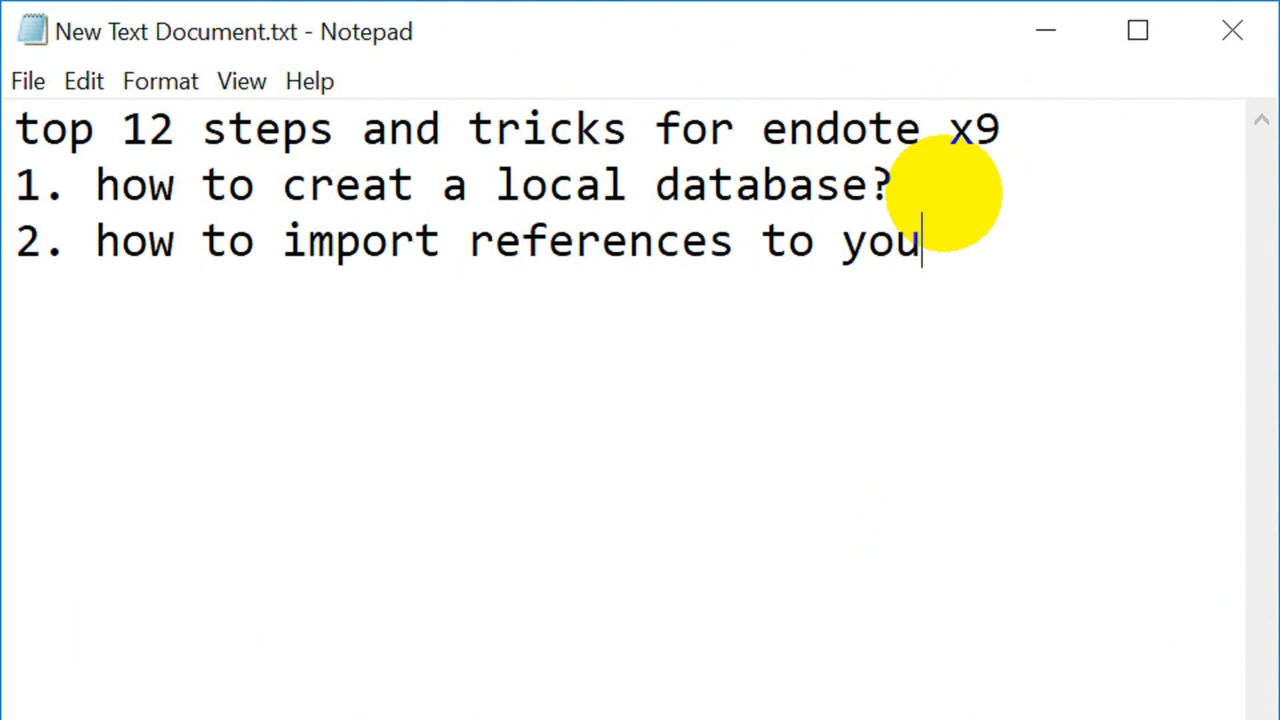 New Text Document.txt - Notepad
File Edit Format View Help
top 12 steps and tricks for endote x9
1. how to creat a local database?
2. how to import references to you